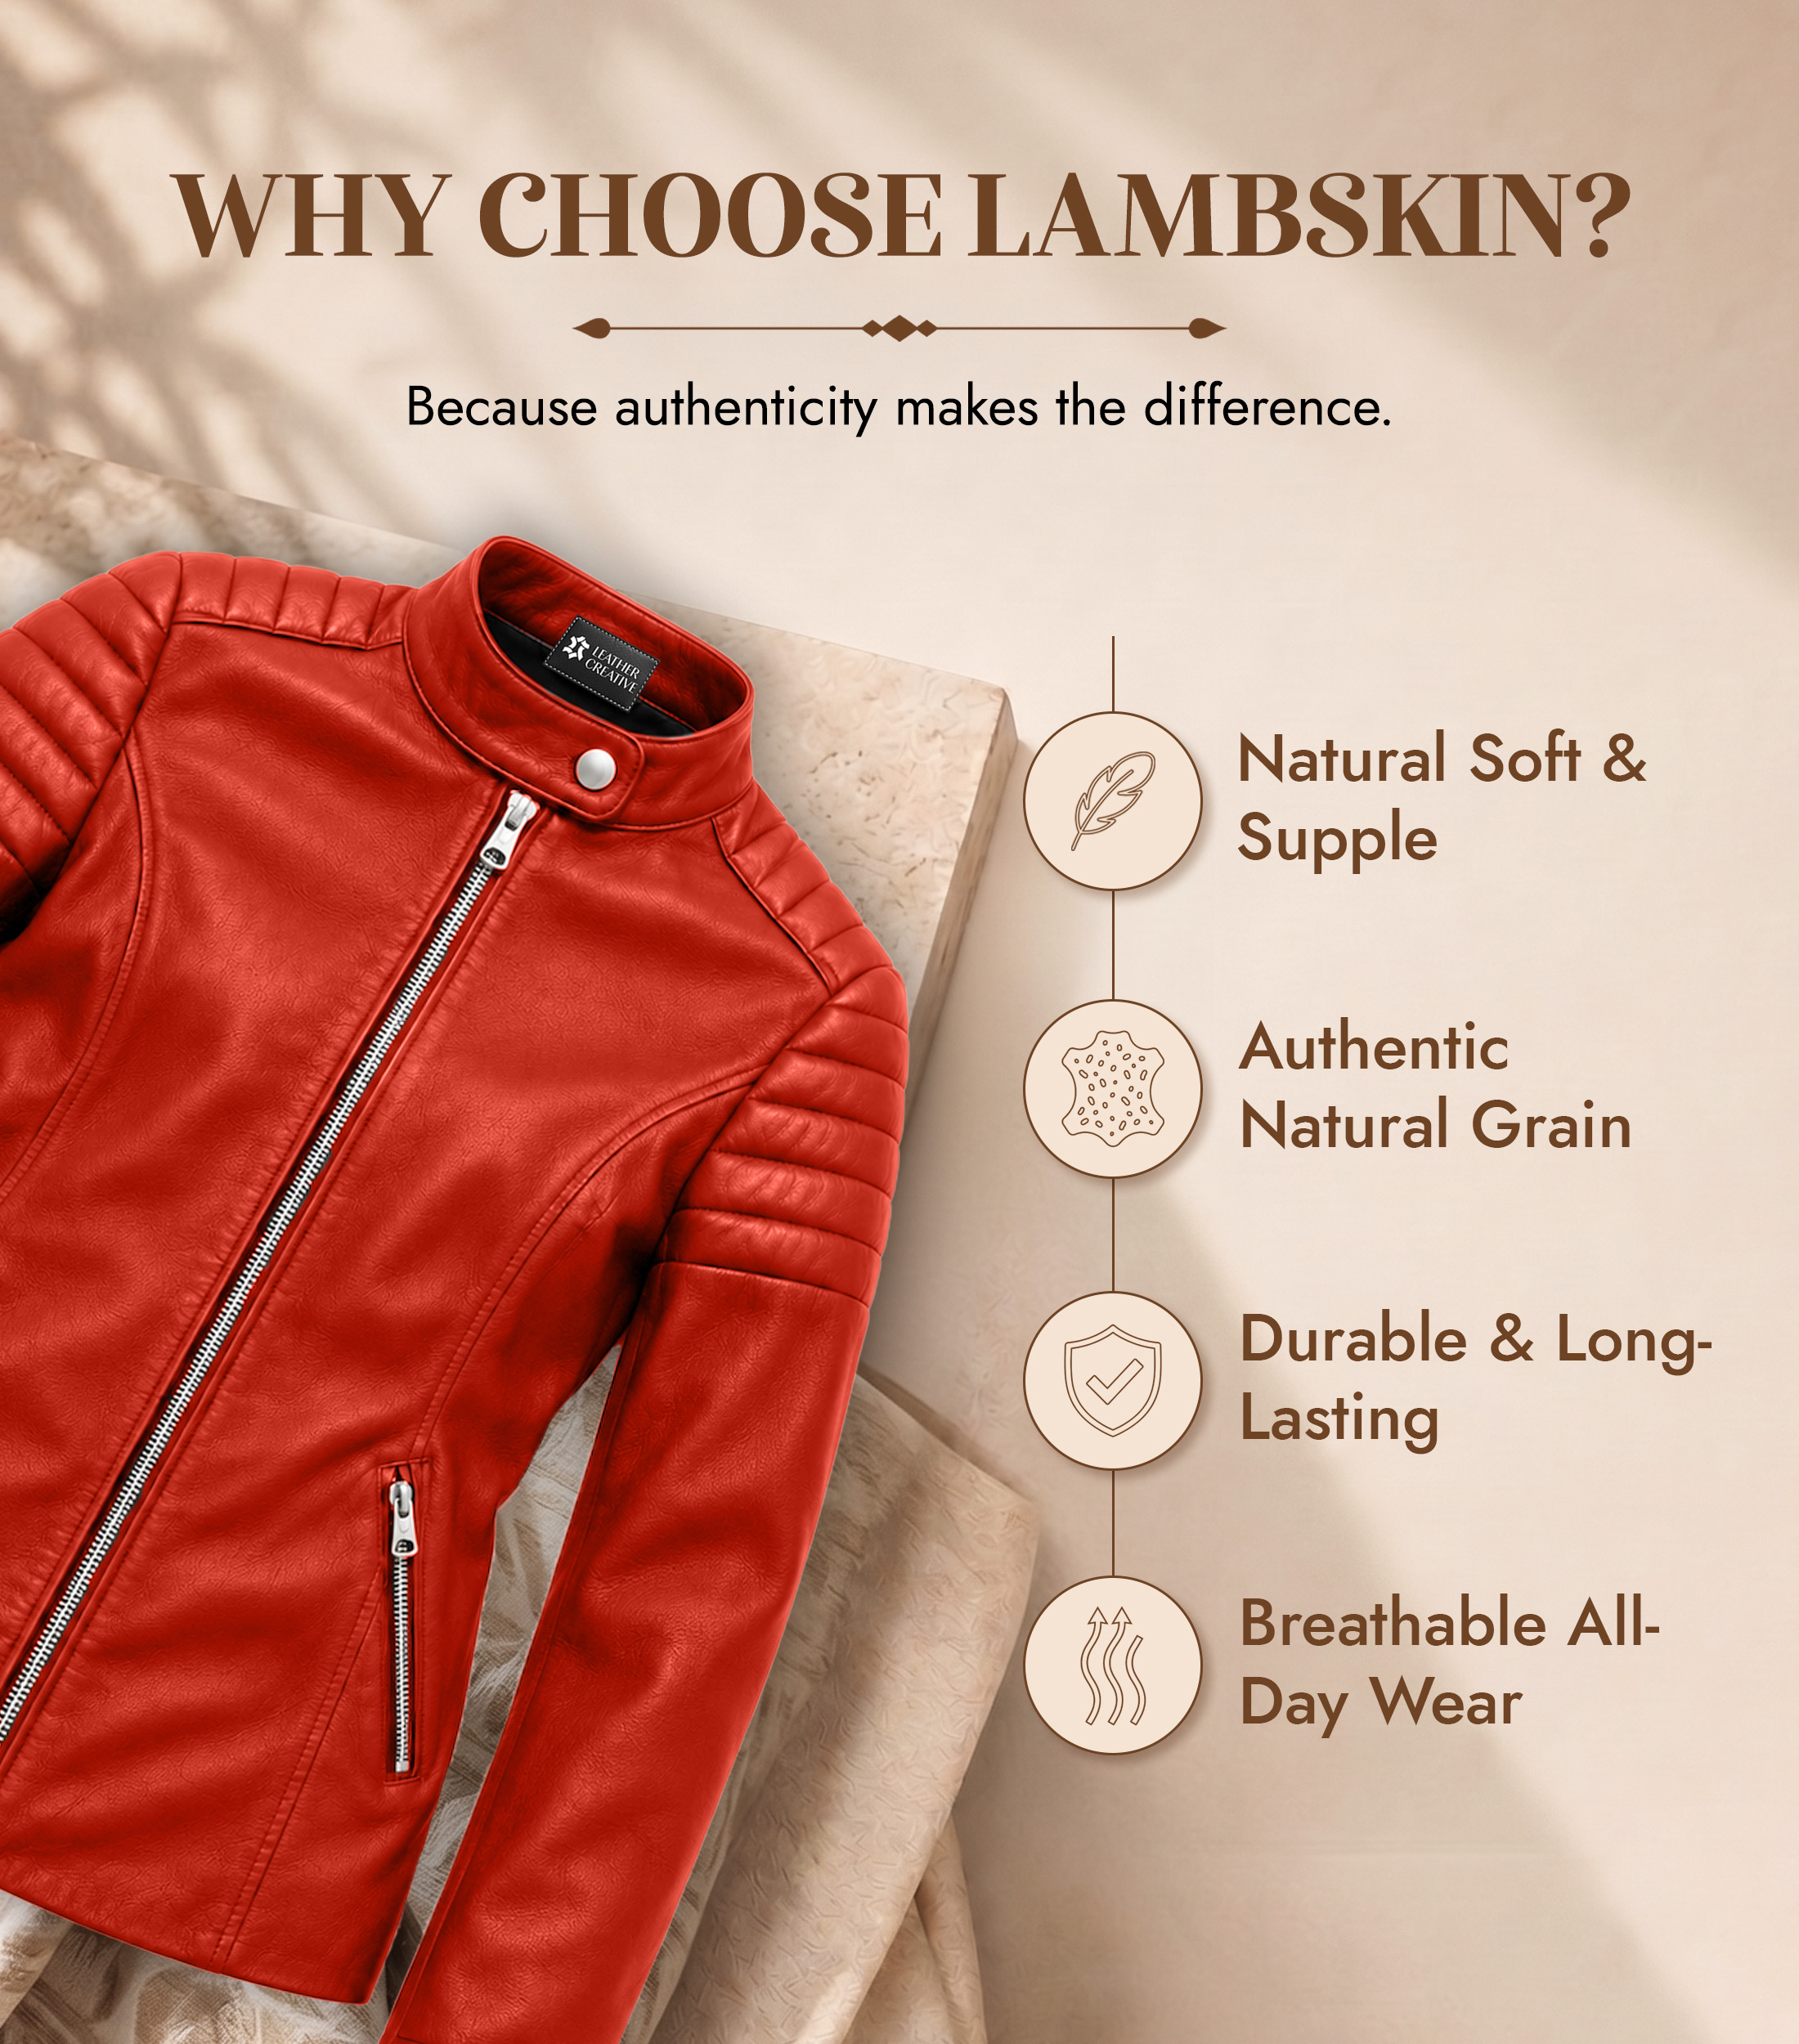 WHY CHOOSE LAMBSKIN?
Because authenticity makes the difference.
LEATHER
CREATIVE
Natural Soft &
Supple
Authentic
Natural Grain
Durable & Long-
Lasting
Breathable All-
Day Wear